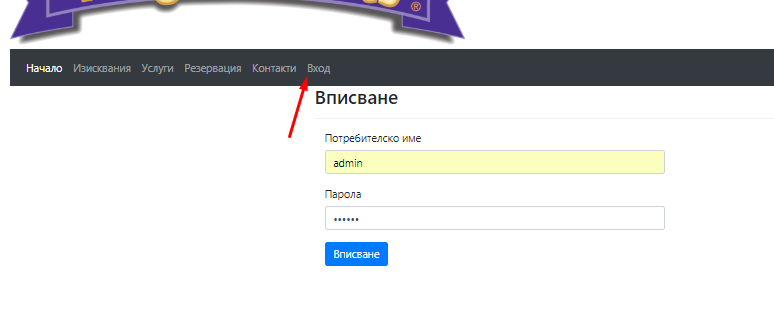 ®
Начало Изисквания Услуги Резервация Контакти Вход
Вписване
Потребителско име
admin
Парола
••••••
Вписване